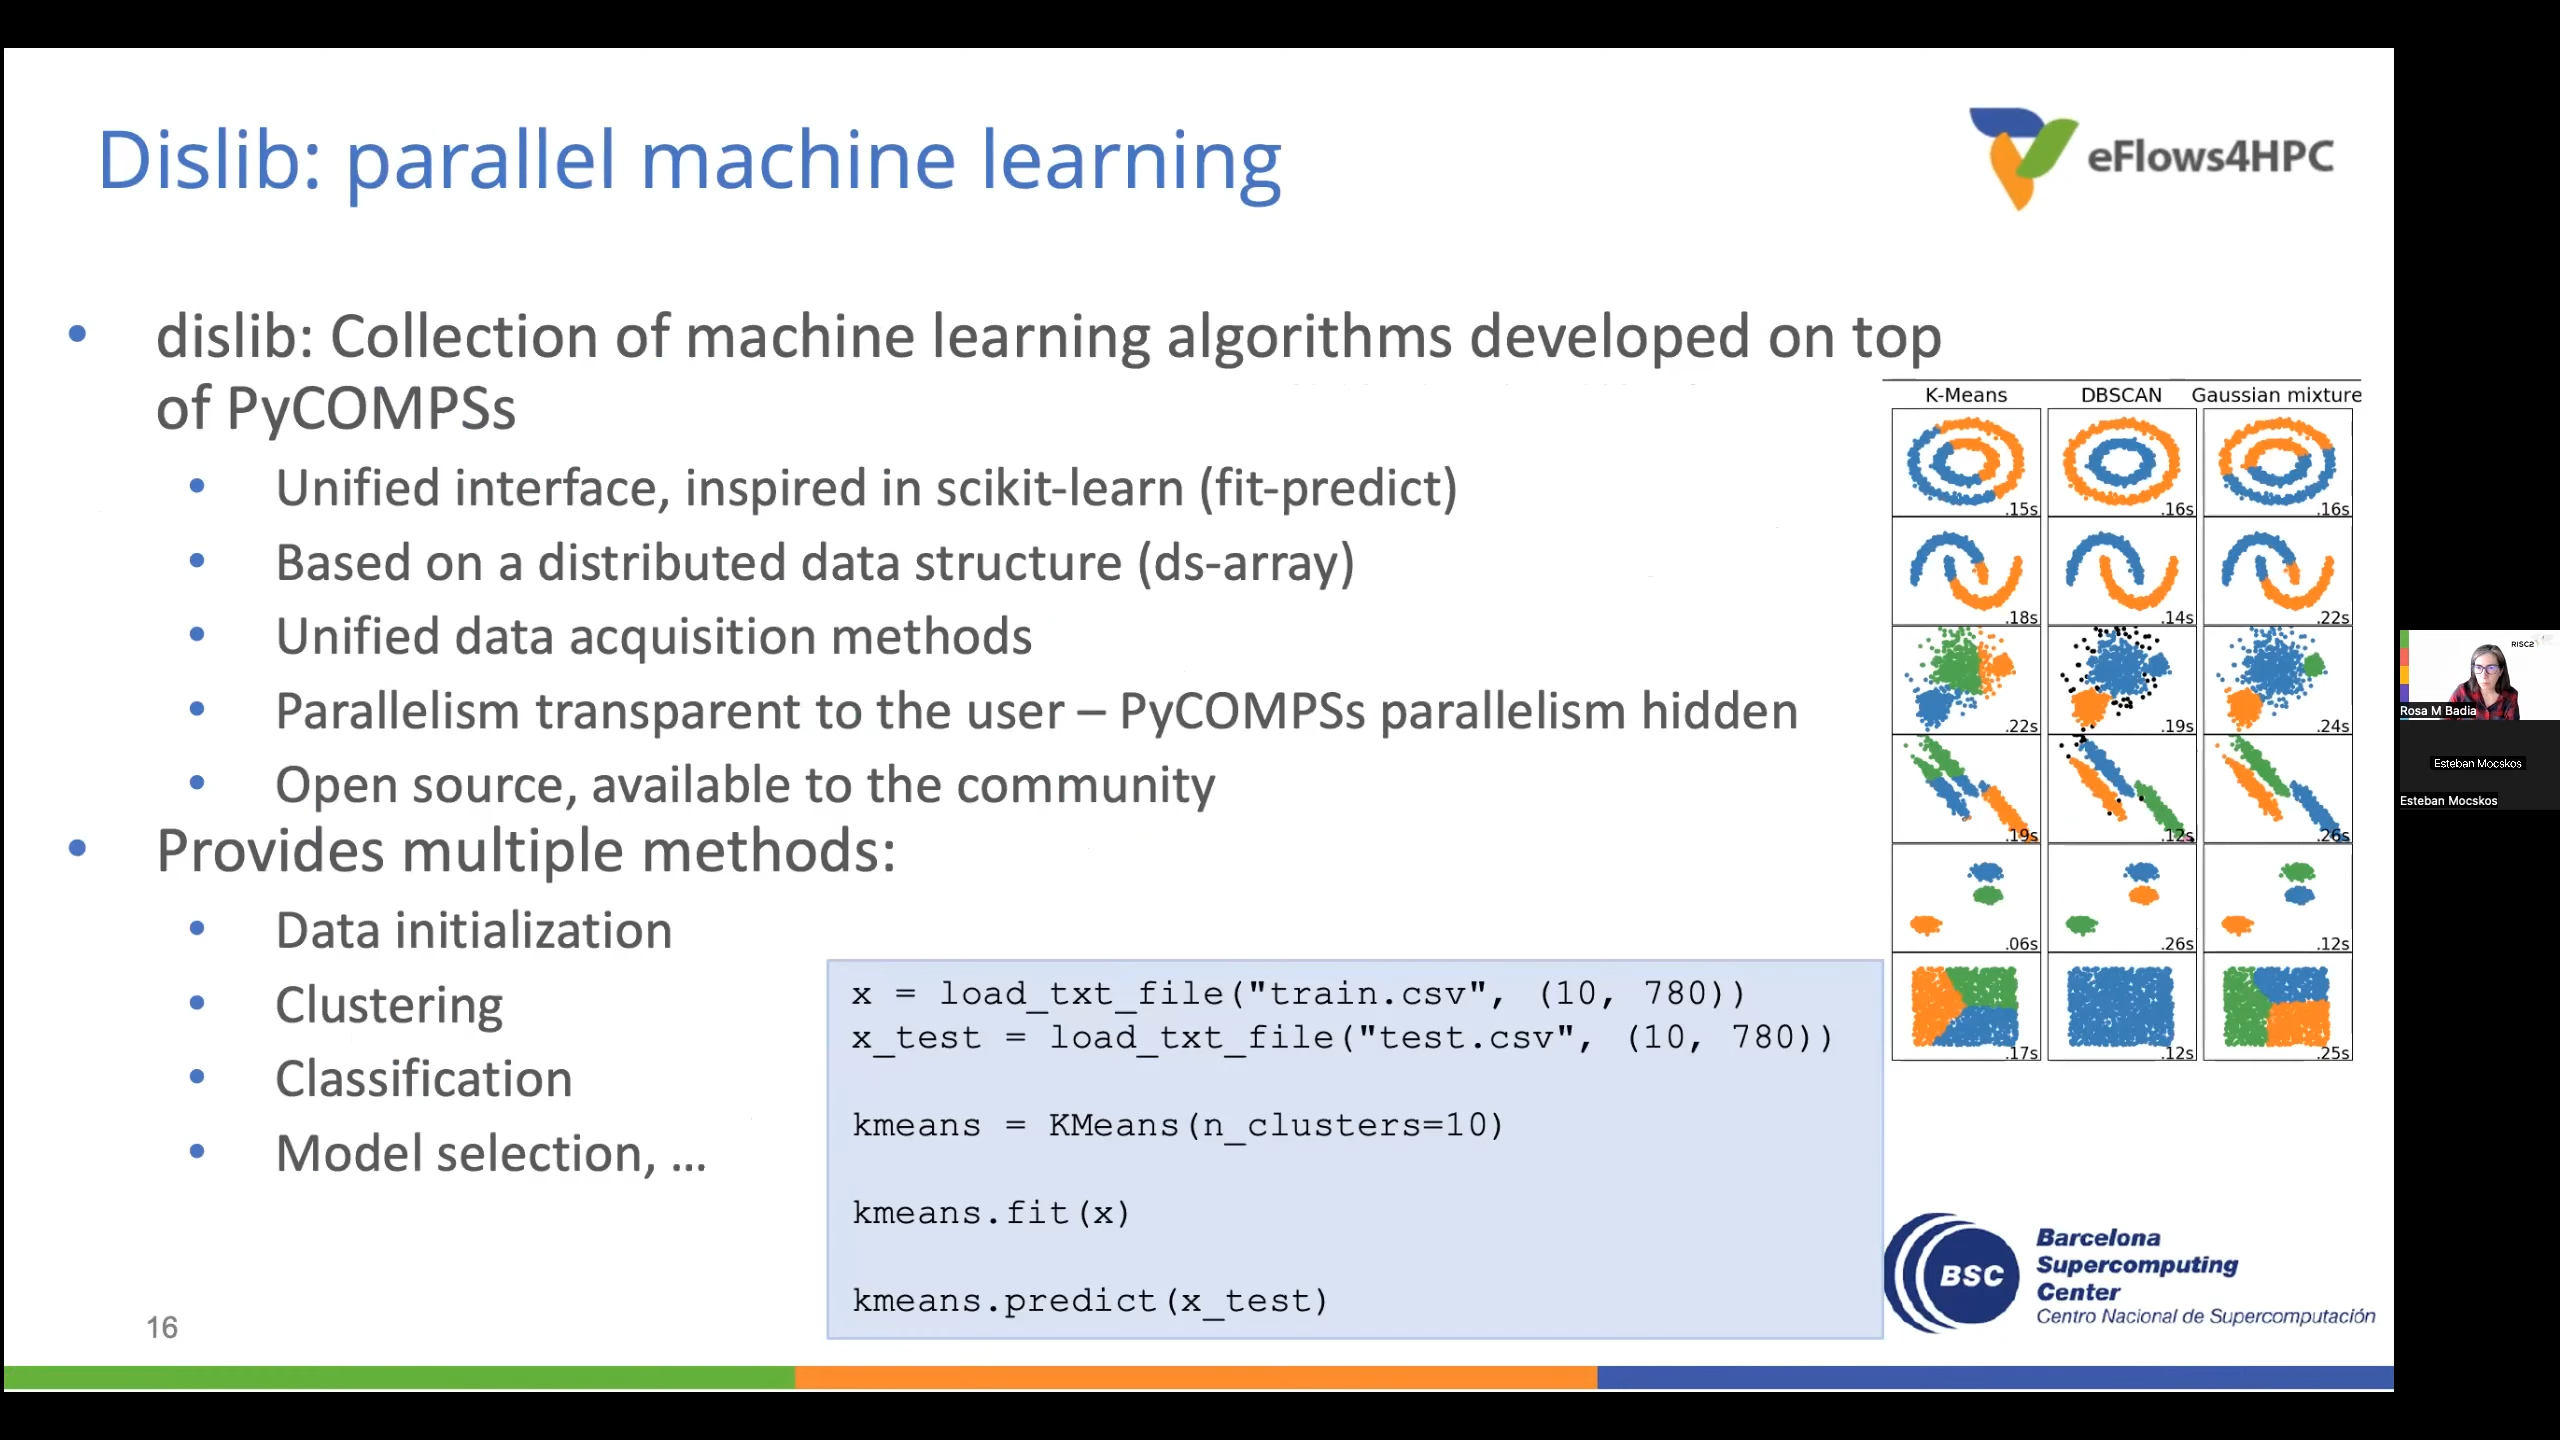 Dislib: parallel machine learning
eFlows4HPC
• dislib: Collection of machine learning algorithms developed on top
of PyCOMPSs
• Unified interface, inspired in scikit-learn (fit-predict)
• Based on a distributed data structure (ds-array)
• Unified data acquisition methods
• Parallelism transparent to the user – PyCOMPSs parallelism hidden
• Open source, available to the community
• Provides multiple methods:
• Data initialization
• Clustering
• Classification
• Model selection, ...
x = load_txt_file("train.csv", (10, 780))
x_test = load_txt_file("test.csv", (10, 780))
kmeans = KMeans(n_clusters=10)
kmeans.fit(x)
kmeans.predict(x_test)
K-Means DBSCAN Gaussian mixture
.15s .16s .16s
.18s .14s .22s
.22s .19s .24s
.19s .12s .26s
.06s .26s .12s
.17s .12s .25s
BSC
Barcelona
Supercomputing
Center
Centro Nacional de Supercomputación
16
RISC2
Rosa M Badia
Esteban Mocskos
Esteban Mocskos